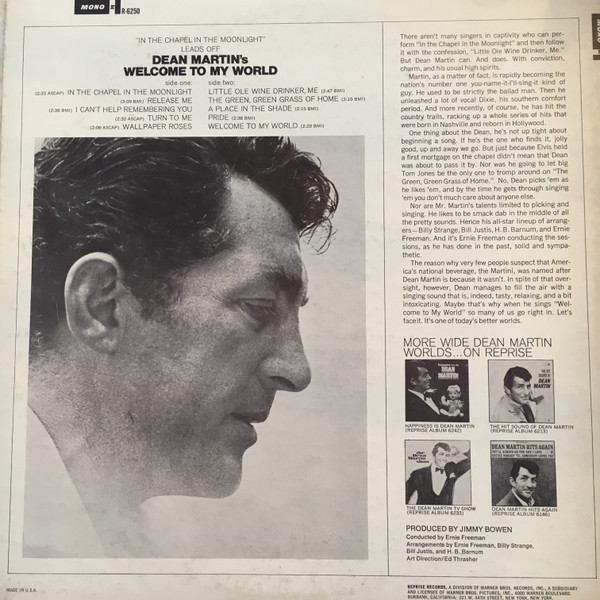 MONO
R-6250
"IN THE CHAPEL IN THE MOONLIGHT"
LEADS OFF
DEAN MARTIN's
WELCOME TO MY WORLD
side one:
(2:35 ASCAP) IN THE CHAPEL IN THE MOONLIGHT
(3:09 BMI) RELEASE ME
(2:38 BMI) I CAN'T HELP REMEMBERING YOU
(2:50 ASCAP) TURN TO ME
(2:06 ASCAP) WALLPAPER ROSES
side two:
LITTLE OLE WINE DRINKER, ME (2:47 BMI)
THE GREEN, GREEN GRASS OF HOME (3:10 BMI)
A PLACE IN THE SHADE (2:15 BMI)
PRIDE (2:38 BMI)
WELCOME TO MY WORLD (2:23 BMI)
There aren't many singers in captivity who can per-
form "In the Chapel in the Moonlight" and then follow
it with the confession, "Little Ole Wine Drinker, Me."
But Dean Martin can. And does. With conviction,
charm, and his usual high spirits.
Martin, as a matter of fact, is rapidly becoming the
nation's number one you-name-it-I'll-sing-it kind of
guy. He used to be strictly the ballad man. Then he
unleashed a lot of vocal Dixie, his southern comfort
period. And more recently, of course, he has hit the
country trails, racking up a whole series of hits that
were born in Nashville and reborn in Hollywood.
One thing about the Dean, he's not up tight about
beginning a song. If he's the one who finds it, jolly
good, up and away we go. But just because Elvis held
a first mortgage on the chapel didn't mean that Dean
was about to pass it by. Nor was he going to let big
Tom Jones be the only one to tromp around on "The
Green, Green Grass of Home." No, Dean picks 'em as
he likes 'em, and by the time he gets through singing
'em you don't much care about anyone else.
Nor are Mr. Martin's talents limited to picking and
singing. He likes to be smack dab in the middle of all
the pretty sounds. Hence his all-star lineup of arrang-
ers—Billy Strange, Bill Justis, H. B. Barnum, and Ernie
Freeman. And it's Ernie Freeman conducting the ses-
sions, as he has done in the past, solid and sympa-
thetic.
The reason why very few people suspect that Amer-
ica's national beverage, the Martini, was named after
Dean Martin is because it wasn't. In spite of that over-
sight, however, Dean manages to fill the air with a
singing sound that is, indeed, tasty, relaxing, and a bit
intoxicating. Maybe that's why when he sings "Wel-
come to My World" so many of us go right in. Let's
face it. It's one of today's better worlds.
MORE WIDE DEAN MARTIN
WORLDS...ON REPRISE
DEAN
MARTIN
HAPPINESS IS DEAN MARTIN
(REPRISE ALBUM 6242)
DEAN
MARTIN
THE HIT SOUND OF DEAN MARTIN
(REPRISE ALBUM 6213)
the
Dean
Martin
show
THE DEAN MARTIN TV SHOW
(REPRISE ALBUM 6233)
DEAN MARTIN HITS AGAIN
DEAN MARTIN HITS AGAIN
(REPRISE ALBUM 6146)
PRODUCED BY JIMMY BOWEN
Conducted by Ernie Freeman
Arrangements by Ernie Freeman, Billy Strange,
Bill Justis, and H. B. Barnum
Art Direction/Ed Thrasher
MADE IN U.S.A.
REPRISE RECORDS, A DIVISION OF WARNER BROS. RECORDS, INC., A SUBSIDIARY
AND LICENSEE OF WARNER BROS. PICTURES, INC., 4000 WARNER BOULEVARD,
BURBANK, CALIFORNIA; 321 W. 44TH STREET, NEW YORK, NEW YORK